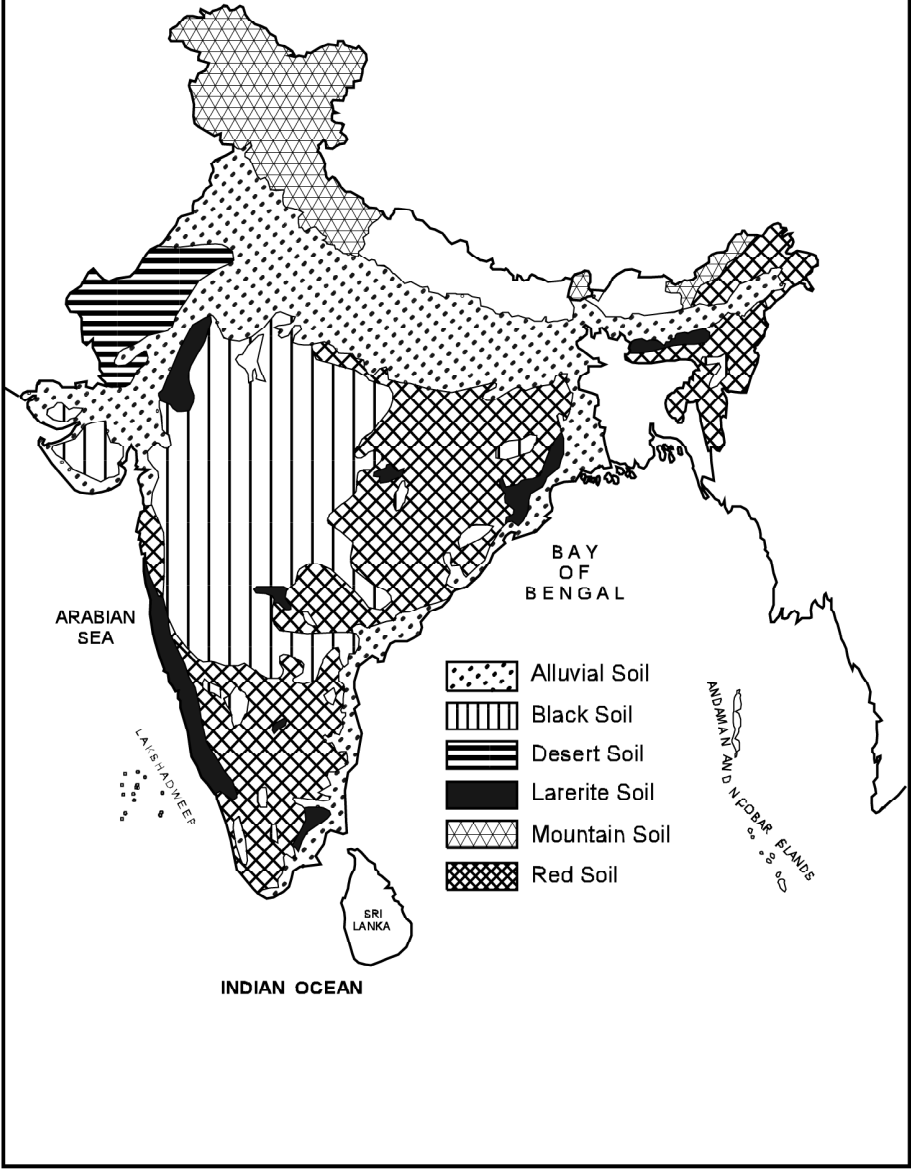 BAY
OF
BENGAL
ARABIAN
SEA
Alluvial Soil
Black Soil
Desert Soil
Larerite Soil
Mountain Soil
Red Soil
LAKSHADWEEP
ANDAMAN AND NICOBAR ISLANDS
SRI
LANKA
INDIAN OCEAN